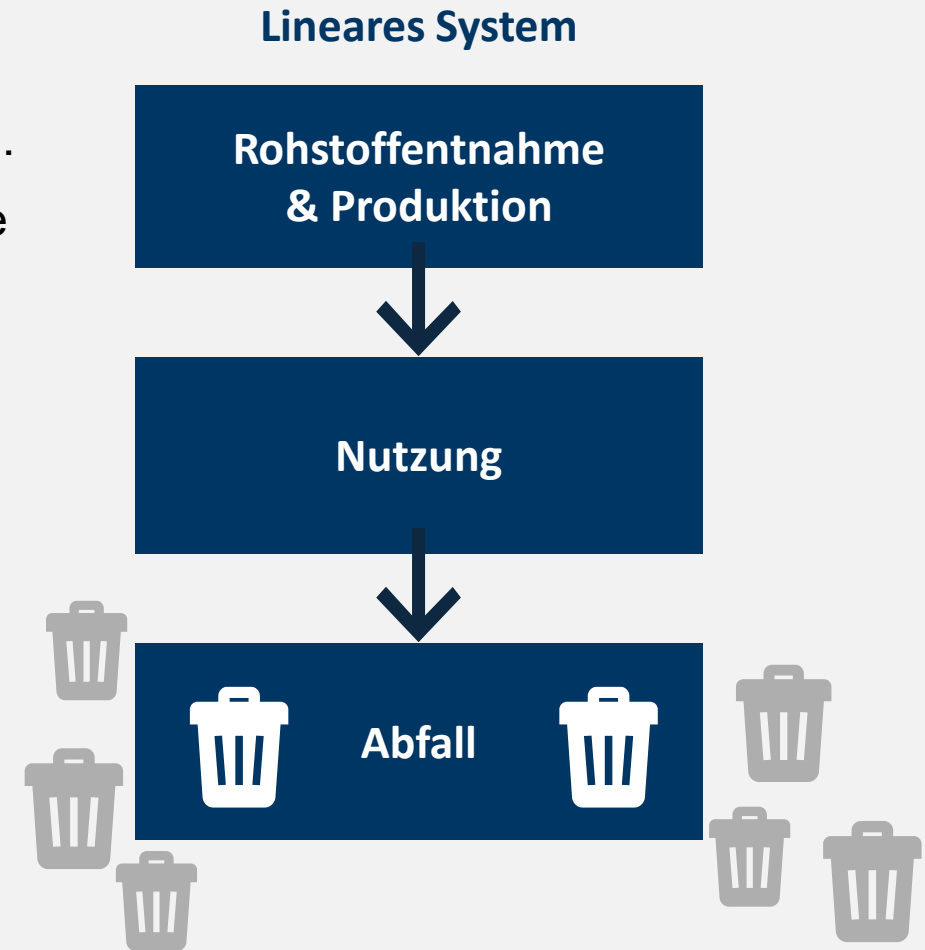 Lineares System
.
e
Rohstoffentnahme
& Produktion
Nutzung
Abfall